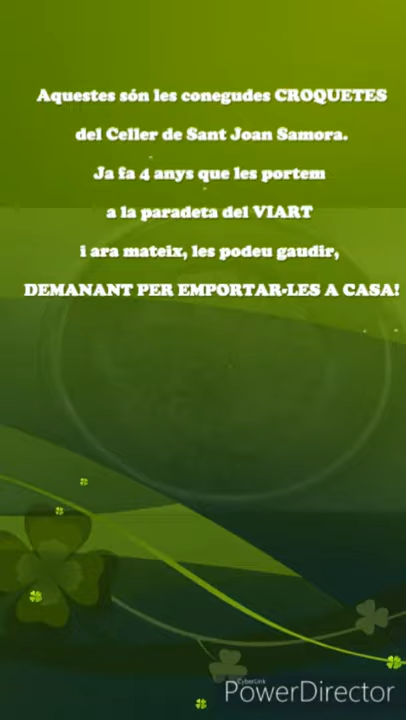 Aquestes són les conegudes CROQUETES
del Celler de Sant Joan Samora.
Ja fa 4 anys que les portem
a la paradeta del VIART
i ara mateix, les podeu gaudir,
DEMANANT PER EMPORTAR-LES A CASA!
CyberLink
PowerDirector